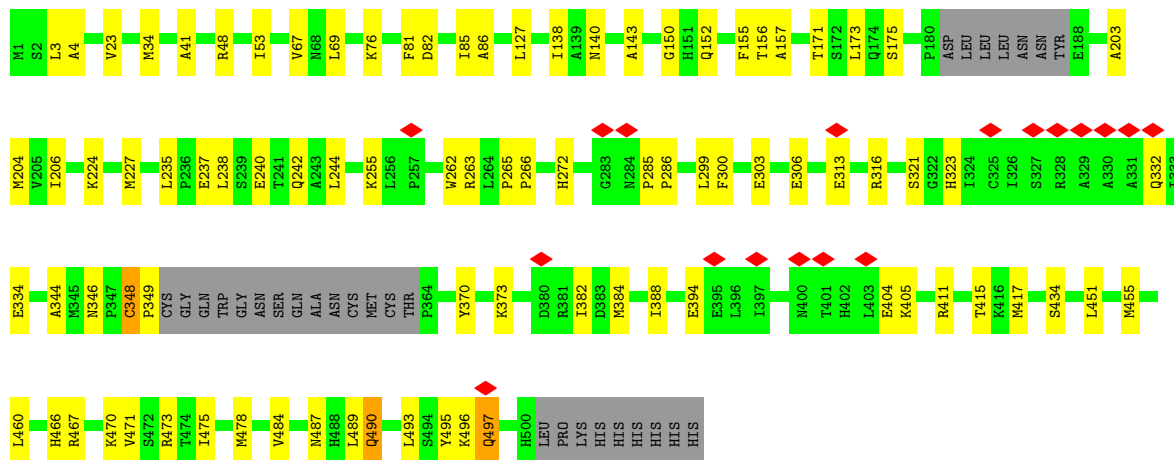 M1 S2 L3 A4 V23 M34 A41 R48 I53 V67 N68 L69 K76 F81 D82 I85 A86 L127 I138 A139 N140 A143 G150 H151 Q152 F155 T156 A157 T171 S172 L173 Q174 S175 P180 ASP LEU LEU LEU ASN ASN TYR E188 A203
M204 V205 I206 K224 M227 L235 P236 E237 L238 S239 E240 T241 Q242 A243 L244 K255 L256 P257 W262 R263 L264 P265 P266 H272 G283 N284 P285 P286 L299 F300 E303 E306 E313 R316 S321 G322 H323 I324 C325 I326 S327 R328 A329 A330 A331 Q332
E334 A344 M345 N346 P347 C348 P349 CYS GLY GLN TRP GLY ASN SER GLN ALA ASN CYS MET CYS THR P364 Y370 K373 D380 R381 I382 D383 M384 I388 E394 E395 L396 I397 N400 T401 H402 L403 E404 K405 R411 T415 K416 M417 S434 L451 M455
L460 H466 R467 K470 V471 S472 R473 T474 I475 M478 V484 N487 H488 L489 Q490 L493 S494 Y495 K496 Q497 H500 LEU PRO LYS HIS HIS HIS HIS HIS HIS